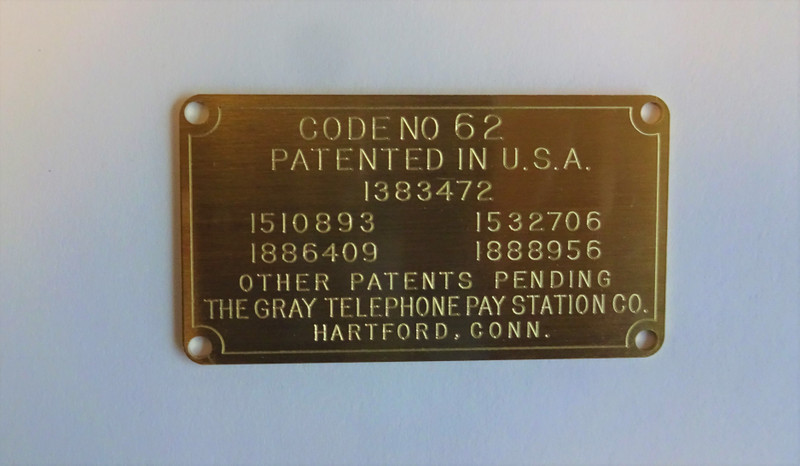 CODE NO 62
PATENTED IN U.S.A.
1383472
1510893 1532706
1886409 1888956
OTHER PATENTS PENDING
THE GRAY TELEPHONE PAY STATION CO.
HARTFORD, CONN.